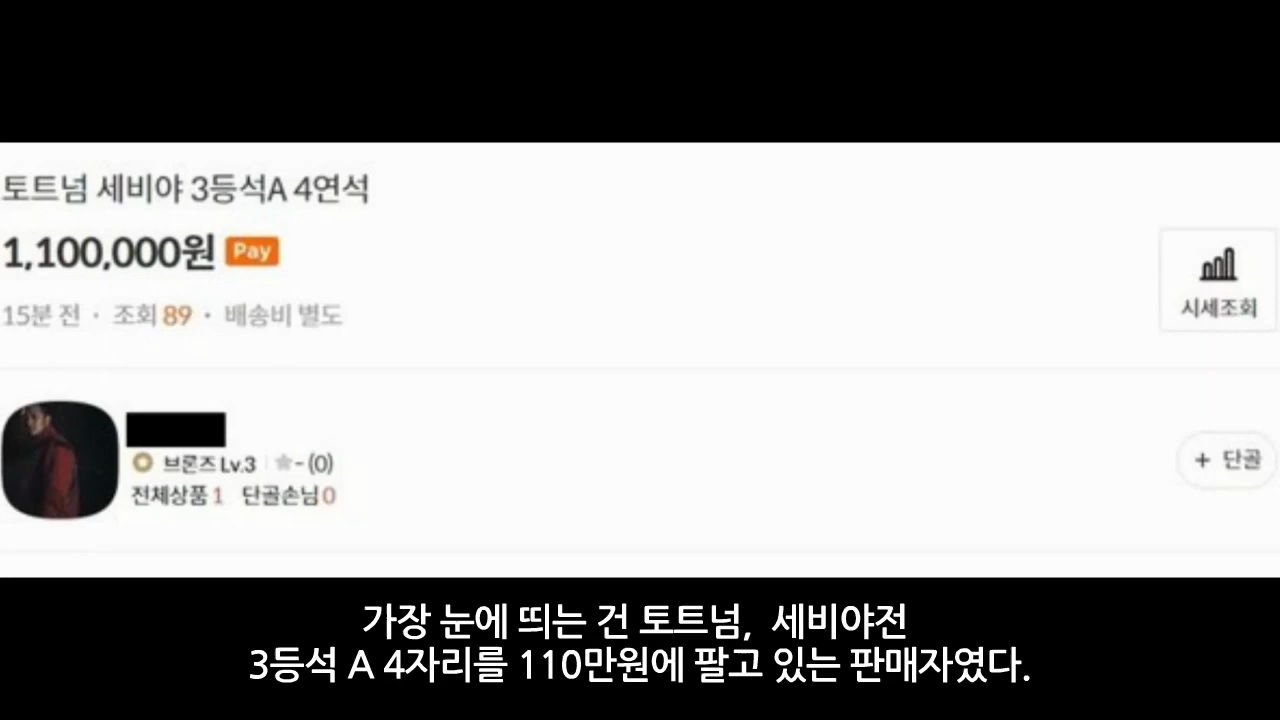 토트넘 세비야 3등석A 4연석
1,100,000원 Pay
15분 전 · 조회 89 · 배송비 별도
시세조회
브론즈 Lv.3 ★- (0)
전체상품 1 단골손님 0
+ 단골
가장 눈에 띄는 건 토트넘, 세비야전
3등석 A 4자리를 110만원에 팔고 있는 판매자였다.